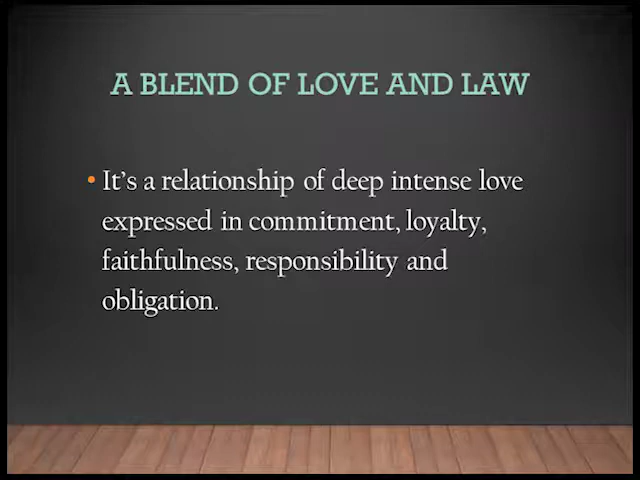 A BLEND OF LOVE AND LAW
• It's a relationship of deep intense love
expressed in commitment, loyalty,
faithfulness, responsibility and
obligation.